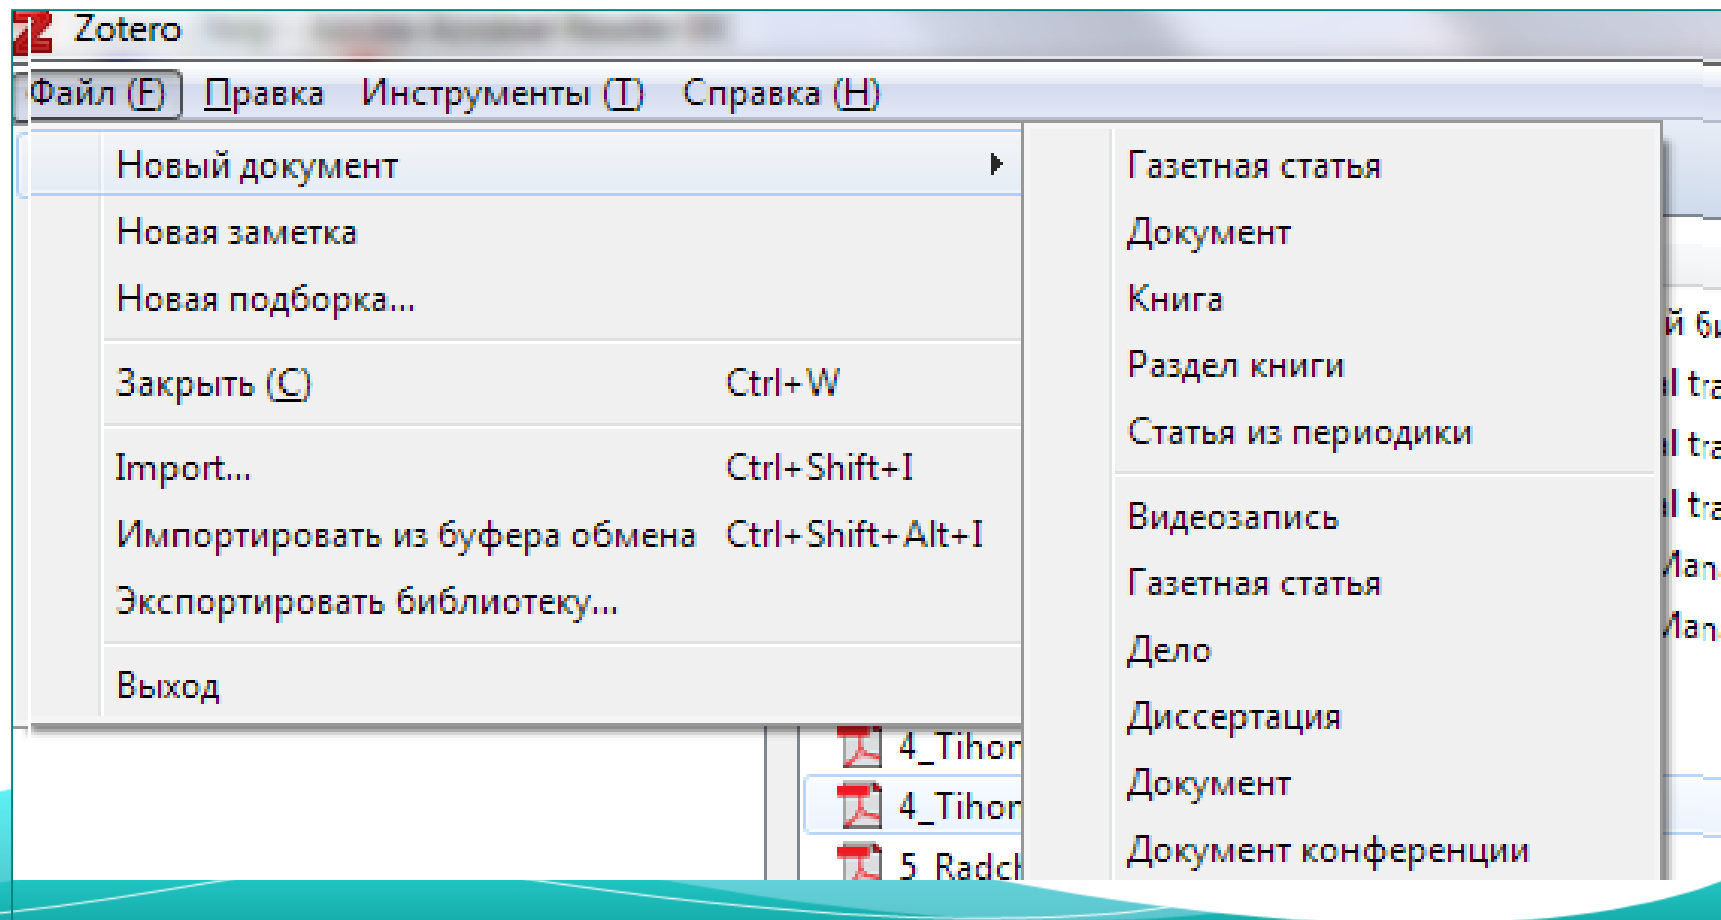 Zotero
Файл (F) Правка Инструменты (T) Справка (H)
Новый документ
Новая заметка
Новая подборка...
Закрыть (C) Ctrl+W
Import... Ctrl+Shift+I
Импортировать из буфера обмена Ctrl+Shift+Alt+I
Экспортировать библиотеку...
Выход
Газетная статья
Документ
Книга
Раздел книги
Статья из периодики
Видеозапись
Газетная статья
Дело
Диссертация
Документ
Документ конференции
4_Tihon
4_Tihon